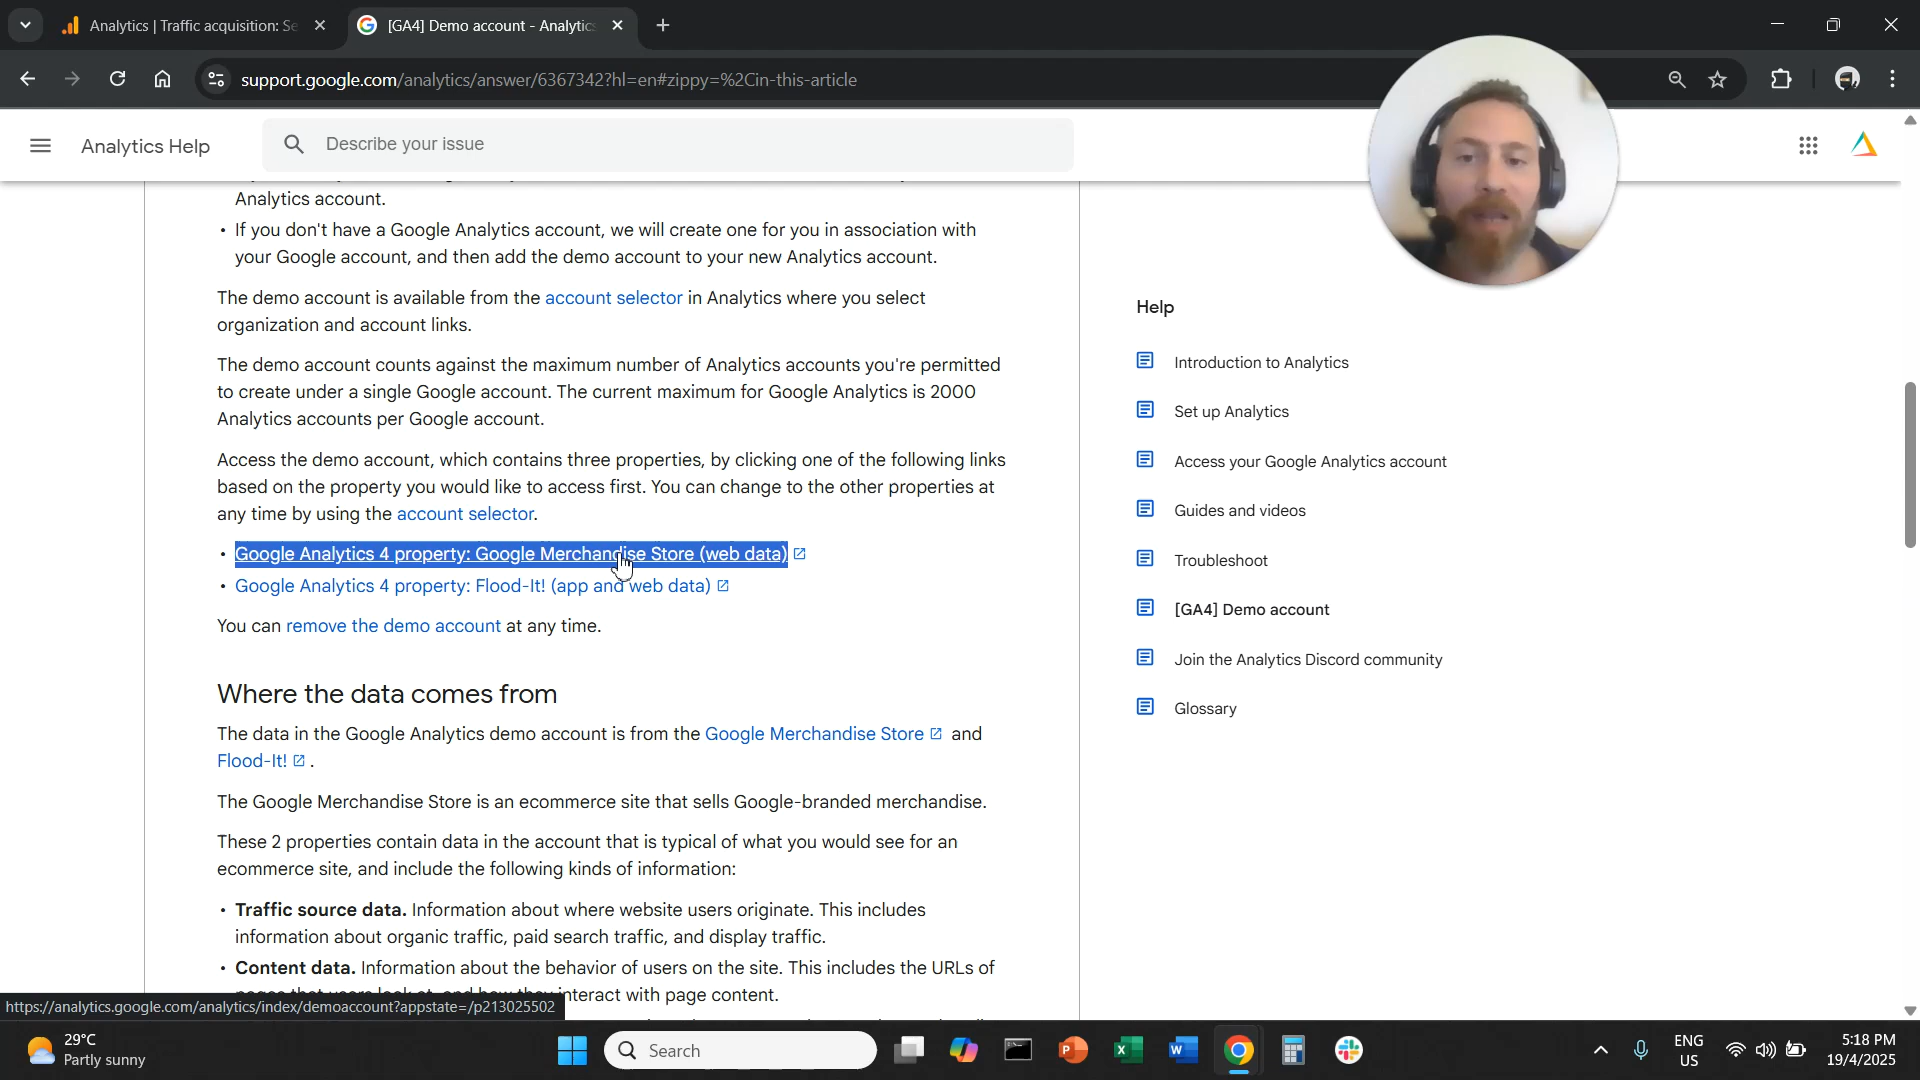 Analytics | Traffic acquisition: Se
[GA4] Demo account - Analytic
support.google.com/analytics/answer/6367342?hl=en#zippy=%2Cin-this-article
Analytics Help
Describe your issue
Analytics account.
• If you don't have a Google Analytics account, we will create one for you in association with
your Google account, and then add the demo account to your new Analytics account.
The demo account is available from the account selector in Analytics where you select
organization and account links.
The demo account counts against the maximum number of Analytics accounts you're permitted
to create under a single Google account. The current maximum for Google Analytics is 2000
Analytics accounts per Google account.
Access the demo account, which contains three properties, by clicking one of the following links
based on the property you would like to access first. You can change to the other properties at
any time by using the account selector.
• Google Analytics 4 property: Google Merchandise Store (web data)
• Google Analytics 4 property: Flood-It! (app and web data)
You can remove the demo account at any time.
Where the data comes from
The data in the Google Analytics demo account is from the Google Merchandise Store and
Flood-It! .
The Google Merchandise Store is an ecommerce site that sells Google-branded merchandise.
These 2 properties contain data in the account that is typical of what you would see for an
ecommerce site, and include the following kinds of information:
• Traffic source data. Information about where website users originate. This includes
information about organic traffic, paid search traffic, and display traffic.
• Content data. Information about the behavior of users on the site. This includes the URLs of
interact with page content.
Help
Introduction to Analytics
Set up Analytics
Access your Google Analytics account
Guides and videos
Troubleshoot
[GA4] Demo account
Join the Analytics Discord community
Glossary
https://analytics.google.com/analytics/index/demoaccount?appstate=/p213025502
29°C
Partly sunny
Search
ENG
US
5:18 PM
19/4/2025